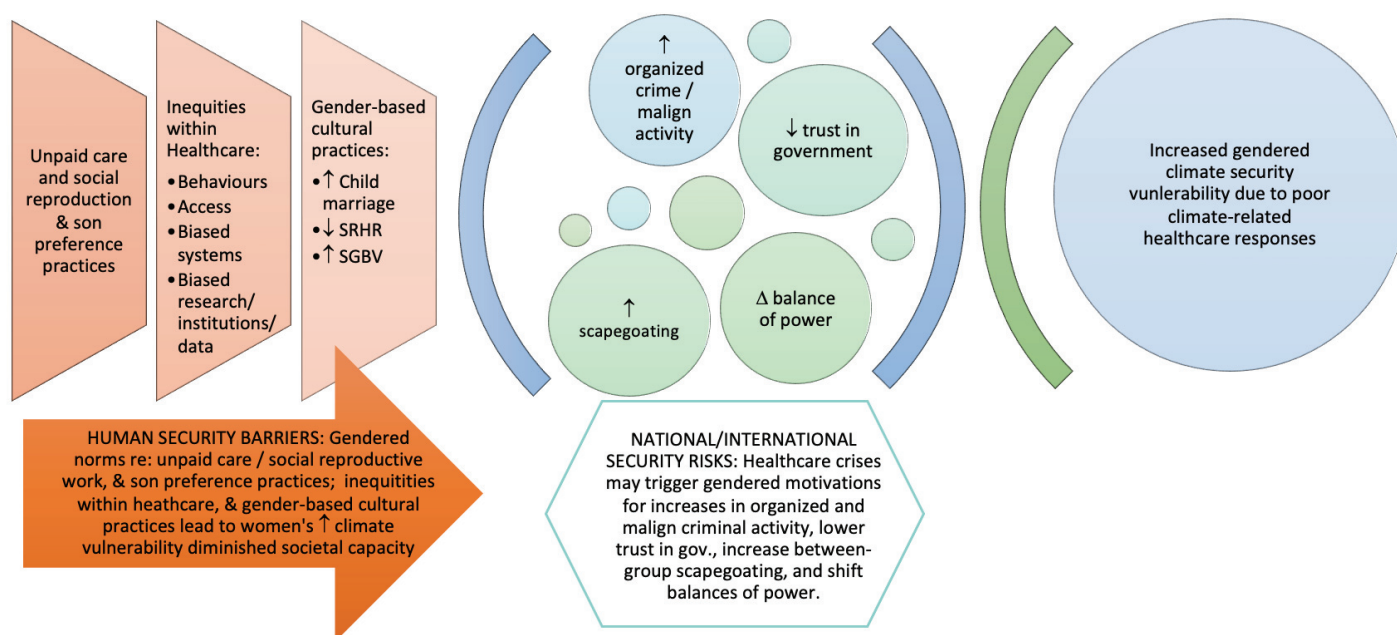 Unpaid care
and social
reproduction
& son
preference
practices
Inequities
within
Healthcare:
•Behaviours
•Access
•Biased
systems
•Biased
research/
institutions/
data
Gender-based
cultural
practices:
•↑ Child
marriage
•↓ SRHR
•↑ SGBV
↑
organized
crime /
malign
activity
↓ trust in
government
↑
scapegoating
Δ balance
of power
Increased gendered
climate security
vunlerability due to poor
climate-related
healthcare responses
HUMAN SECURITY BARRIERS: Gendered
norms re: unpaid care / social reproductive
work, & son preference practices; inequitities
within heathcare, & gender-based cultural
practices lead to women's ↑ climate
vulnerability diminished societal capacity
NATIONAL/INTERNATIONAL
SECURITY RISKS: Healthcare crises
may trigger gendered motivations
for increases in organized and
malign criminal activity, lower
trust in gov., increase between-
group scapegoating, and shift
balances of power.